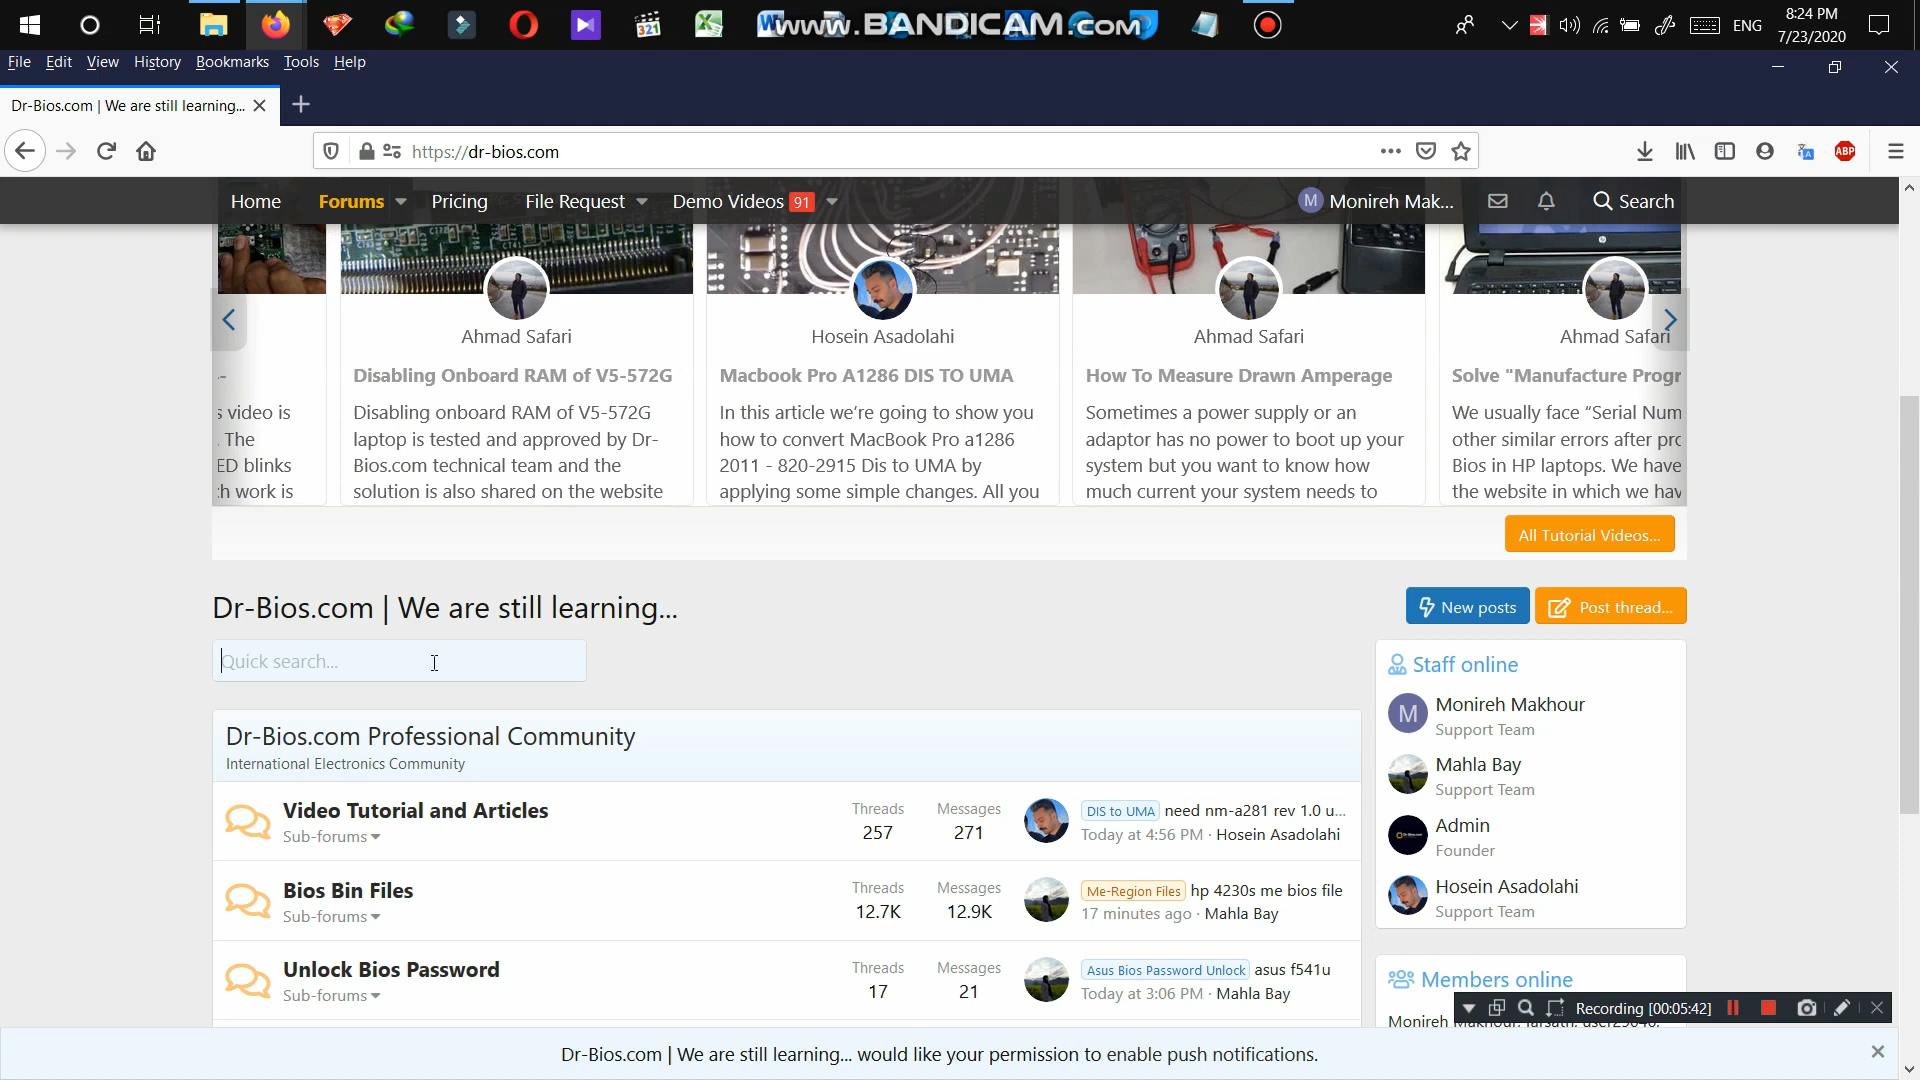 www.BANDICAM.com
ENG
8:24 PM
7/23/2020
File Edit View History Bookmarks Tools Help
Dr-Bios.com | We are still learning...
https://dr-bios.com
ABP
Home Forums Pricing File Request Demo Videos 91 M Monireh Mak... Search
Ahmad Safari
Hosein Asadolahi
Ahmad Safari
Ahmad Safari
Disabling Onboard RAM of V5-572G
Macbook Pro A1286 DIS TO UMA
How To Measure Drawn Amperage
Solve "Manufacture Progr
s video is
. The
ED blinks
h work is
Disabling onboard RAM of V5-572G
laptop is tested and approved by Dr-
Bios.com technical team and the
solution is also shared on the website
In this article we're going to show you
how to convert MacBook Pro a1286
2011 - 820-2915 Dis to UMA by
applying some simple changes. All you
Sometimes a power supply or an
adaptor has no power to boot up your
system but you want to know how
much current your system needs to
We usually face "Serial Num
other similar errors after pro
Bios in HP laptops. We have
the website in which we hav
All Tutorial Videos...
Dr-Bios.com | We are still learning...
New posts
Post thread...
Quick search...
Dr-Bios.com Professional Community
International Electronics Community
Video Tutorial and Articles
Sub-forums
Threads
257
Messages
271
DIS to UMA need nm-a281 rev 1.0 u...
Today at 4:56 PM · Hosein Asadolahi
Bios Bin Files
Sub-forums
Threads
12.7K
Messages
12.9K
Me-Region Files hp 4230s me bios file
17 minutes ago · Mahla Bay
Unlock Bios Password
Sub-forums
Threads
17
Messages
21
Asus Bios Password Unlock asus f541u
Today at 3:06 PM · Mahla Bay
Staff online
M
Monireh Makhour
Support Team
Mahla Bay
Support Team
Admin
Founder
Hosein Asadolahi
Support Team
Members online
Recording [00:05:42]
Monireh
Dr-Bios.com | We are still learning... would like your permission to enable push notifications.